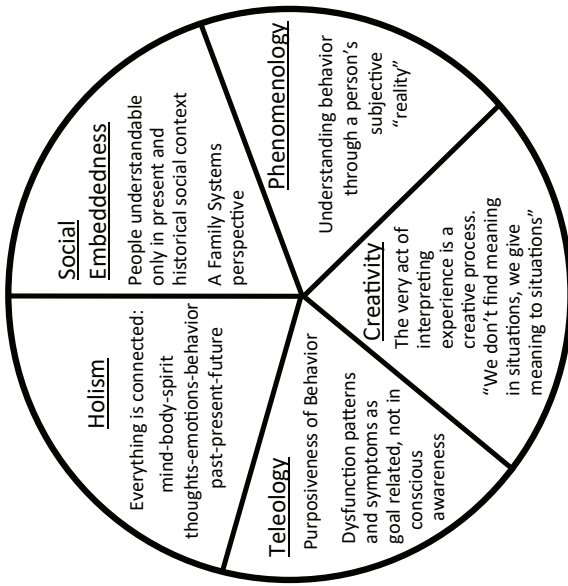 Holism
Everything is connected:
mind-body-spirit
thoughts-emotions-behavior
past-present-future
Social
Embeddedness
People understandable
only in present and
historical social context
A Family Systems
perspective
Phenomenology
Understanding behavior
through a person’s
subjective
“reality”
Creativity
The very act of
interpreting
experience is a
creative process.
“We don’t find meaning
in situations, we give
meaning to situations”
Teleology
Purposiveness of Behavior
Dysfunction patterns
and symptoms as
goal related, not in
conscious
awareness